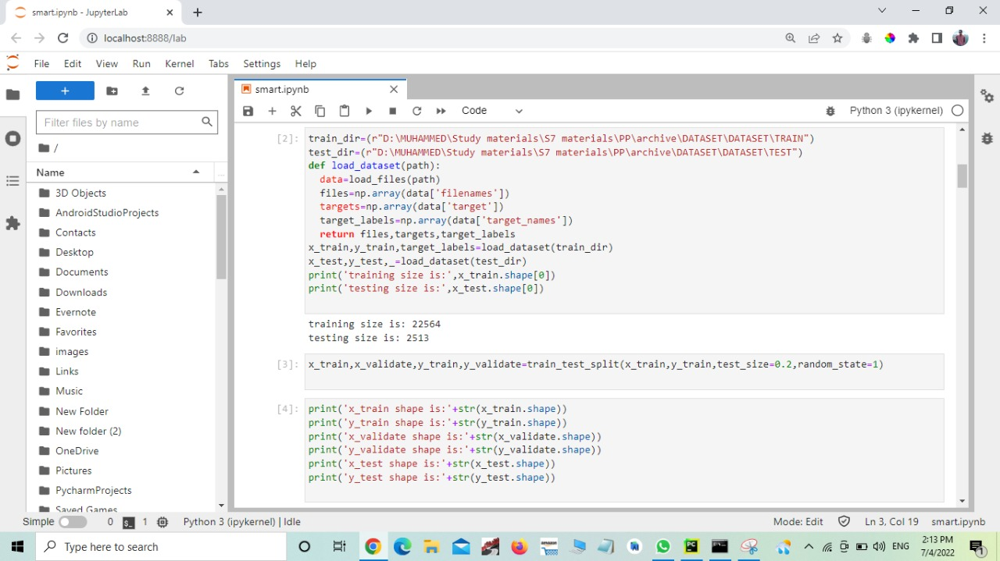 smart.ipynb - JupyterLab
localhost:8888/lab
File Edit View Run Kernel Tabs Settings Help
smart.ipynb
Code
Python 3 (ipykernel)
Filter files by name
/
Name
3D Objects
AndroidStudioProjects
Contacts
Desktop
Documents
Downloads
Evernote
Favorites
images
Links
Music
New Folder
New folder (2)
OneDrive
Pictures
PycharmProjects
Saved Games
[2]:
train_dir=(r"D:\MUHAMMED\Study materials\S7 materials\PP\archive\DATASET\DATASET\TRAIN")
test_dir=(r"D:\MUHAMMED\Study materials\S7 materials\PP\archive\DATASET\DATASET\TEST")
def load_dataset(path):
  data=load_files(path)
  files=np.array(data['filenames'])
  targets=np.array(data['target'])
  target_labels=np.array(data['target_names'])
  return files,targets,target_labels
x_train,y_train,target_labels=load_dataset(train_dir)
x_test,y_test,_=load_dataset(test_dir)
print('training size is:',x_train.shape[0])
print('testing size is:',x_test.shape[0])
training size is: 22564
testing size is: 2513
[3]:
x_train,x_validate,y_train,y_validate=train_test_split(x_train,y_train,test_size=0.2,random_state=1)
[4]:
print('x_train shape is:'+str(x_train.shape))
print('y_train shape is:'+str(y_train.shape))
print('x_validate shape is:'+str(x_validate.shape))
print('y_validate shape is:'+str(y_validate.shape))
print('x_test shape is:'+str(x_test.shape))
print('y_test shape is:'+str(y_test.shape))
Simple 0 $_ 1 Python 3 (ipykernel) | Idle
Mode: Edit Ln 3, Col 19 smart.ipynb
Type here to search
ENG
2:13 PM
7/4/2022